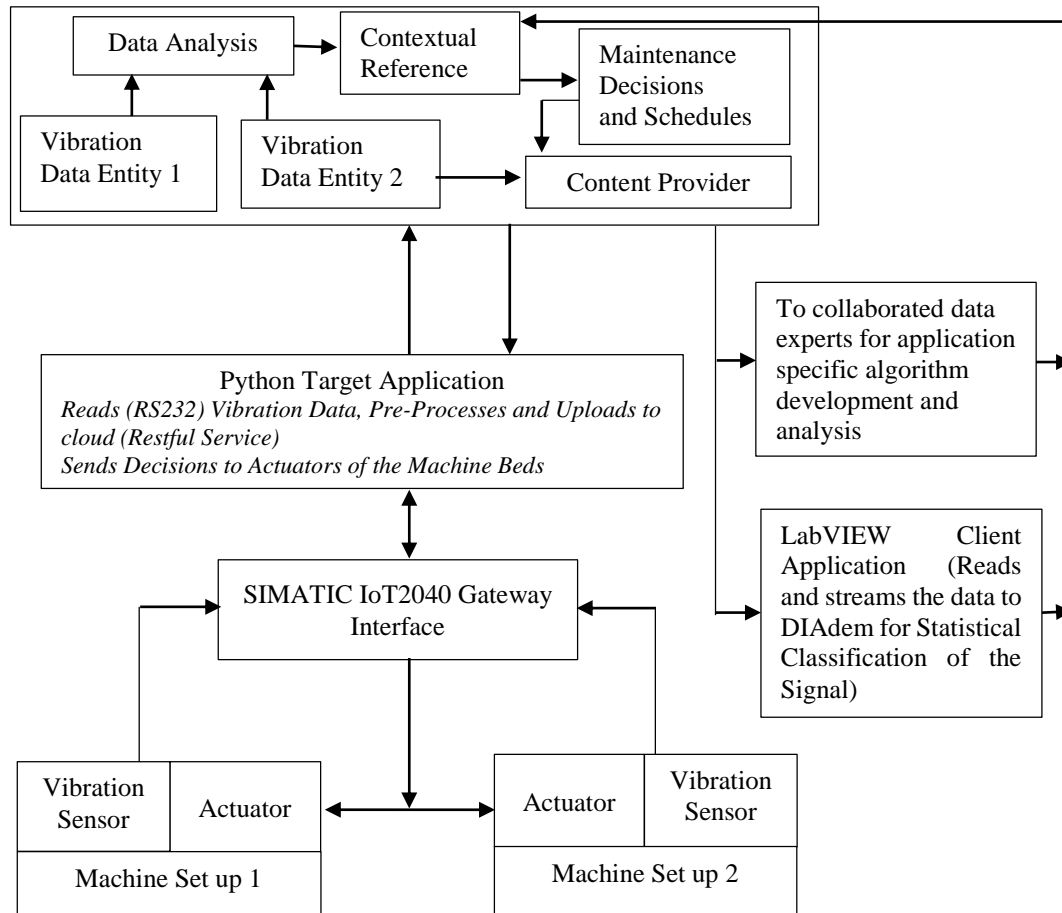 Data Analysis
Contextual
Reference
Maintenance
Decisions
and Schedules
Vibration
Data Entity 1
Vibration
Data Entity 2
Content Provider
To collaborated data
experts for application
specific algorithm
development and
analysis
Python Target Application
Reads (RS232) Vibration Data, Pre-Processes and Uploads to
cloud (Restful Service)
Sends Decisions to Actuators of the Machine Beds
LabVIEW Client
Application (Reads
and streams the data to
DIAdem for Statistical
Classification of the
Signal)
SIMATIC IoT2040 Gateway
Interface
Vibration
Sensor
Actuator
Machine Set up 1
Actuator
Vibration
Sensor
Machine Set up 2